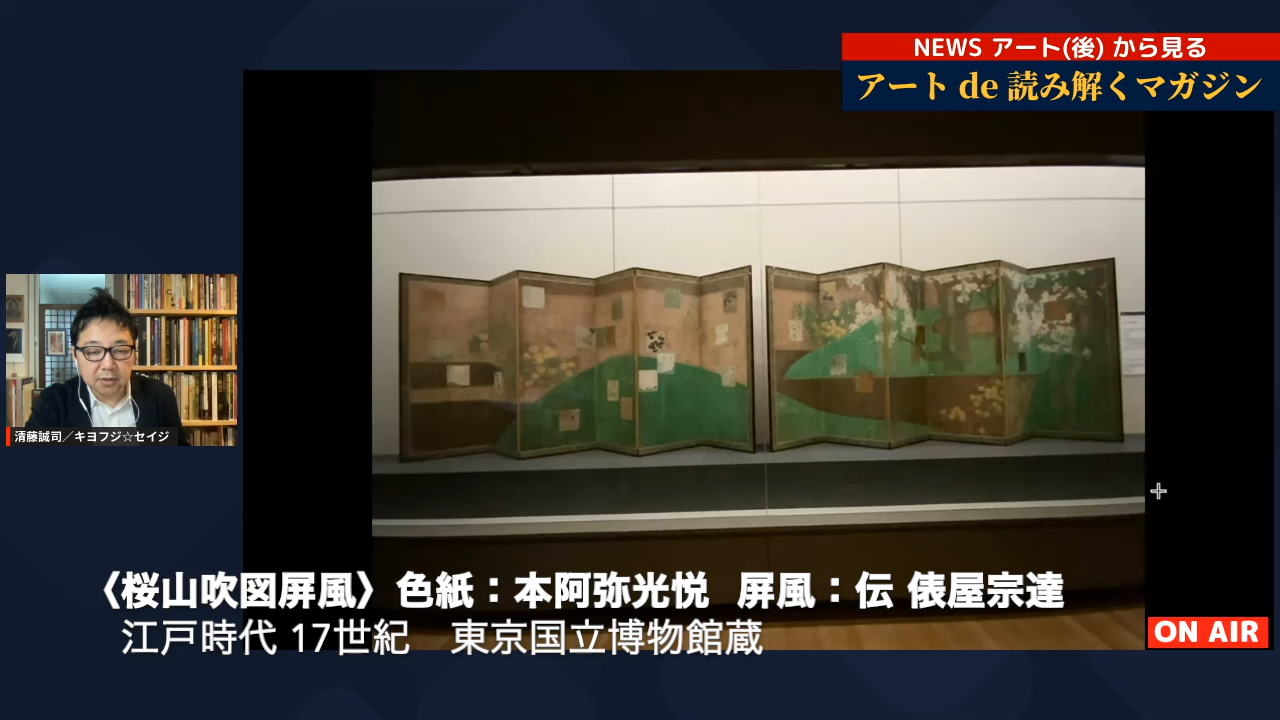 NEWS アート(後) から見る
アート de 読み解くマガジン
清藤誠司／キヨフジ☆セイジ
《桜山吹図屏風》 色紙：本阿弥光悦 屏風：伝 俵屋宗達
江戸時代 17世紀 東京国立博物館蔵
ON AIR